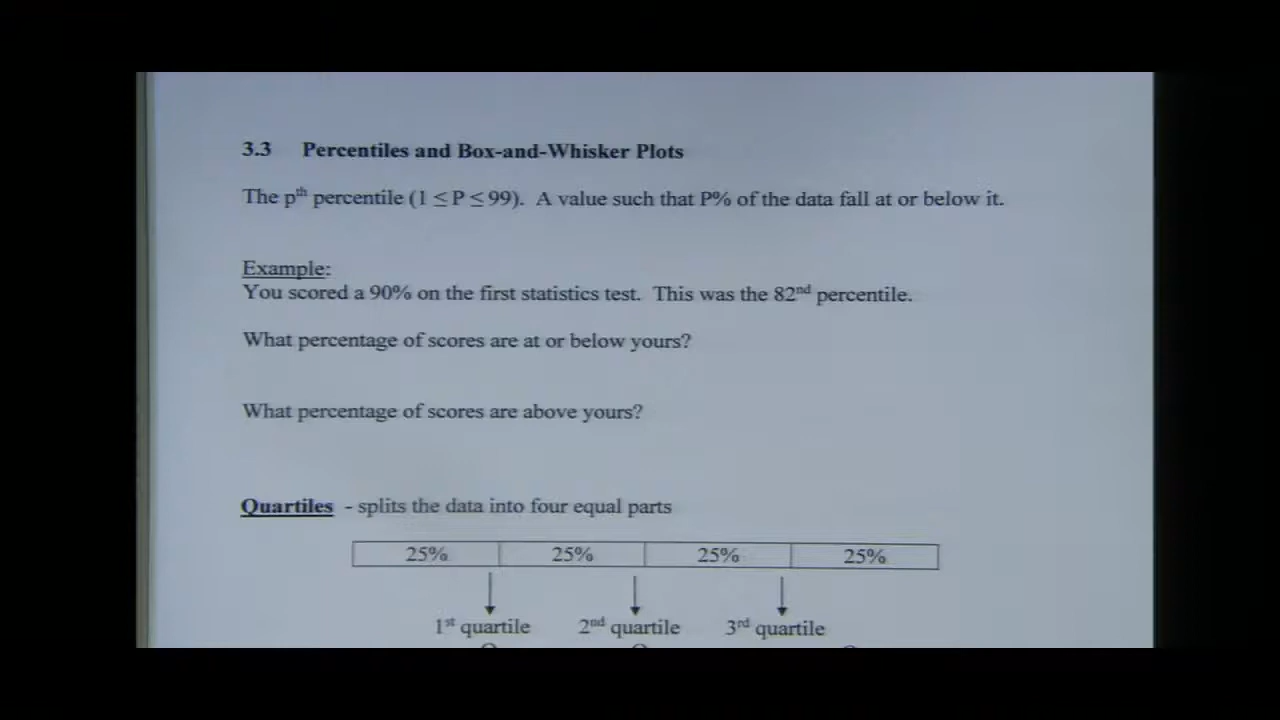 3.3 Percentiles and Box-and-Whisker Plots
The pth percentile (1 ≤ P ≤ 99). A value such that P% of the data fall at or below it.
Example:
You scored a 90% on the first statistics test. This was the 82nd percentile.
What percentage of scores are at or below yours?
What percentage of scores are above yours?
Quartiles - splits the data into four equal parts
25% 25% 25% 25%
1st quartile 2nd quartile 3rd quartile